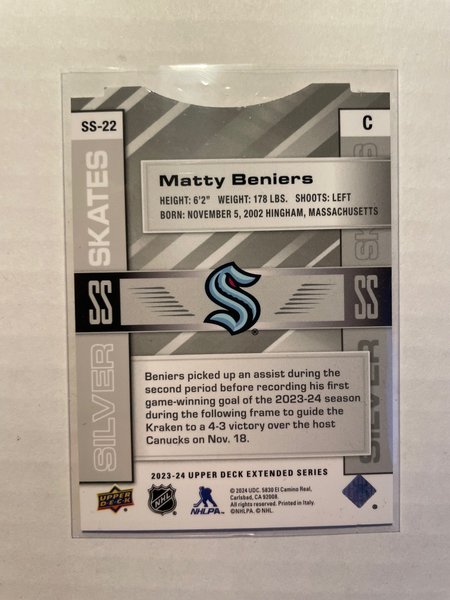 SS-22
C
SILVER SKATES
SS
SS
SILVER SKATES
Matty Beniers
HEIGHT: 6'2" WEIGHT: 178 LBS. SHOOTS: LEFT
BORN: NOVEMBER 5, 2002 HINGHAM, MASSACHUSETTS
Beniers picked up an assist during the
second period before recording his first
game-winning goal of the 2023-24 season
during the following frame to guide the
Kraken to a 4-3 victory over the host
Canucks on Nov. 18.
2023-24 UPPER DECK EXTENDED SERIES
UPPER DECK
NHL
NHLPA
© 2024 UDC. 5830 El Camino Real,
Carlsbad, CA 92008.
All rights reserved. Printed in Italy.
©NHLPA. © NHL.